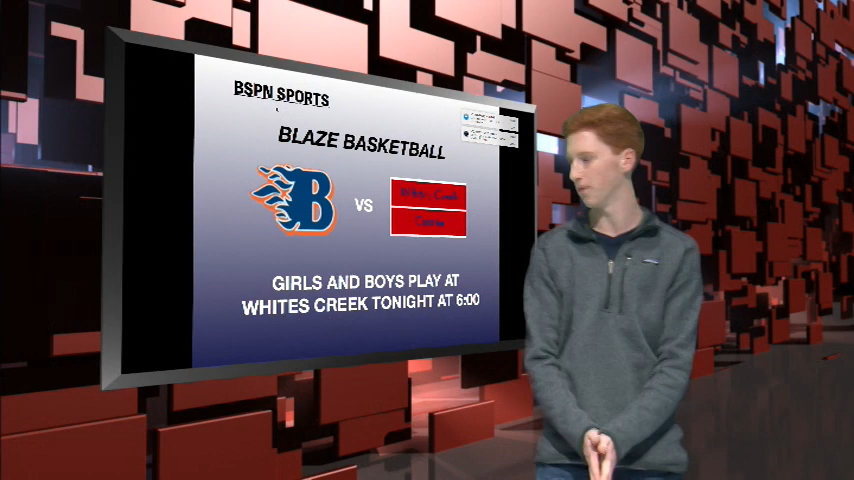 BSPN SPORTS
BLAZE BASKETBALL
B
VS
GIRLS AND BOYS PLAY AT
WHITES CREEK TONIGHT AT 6:00